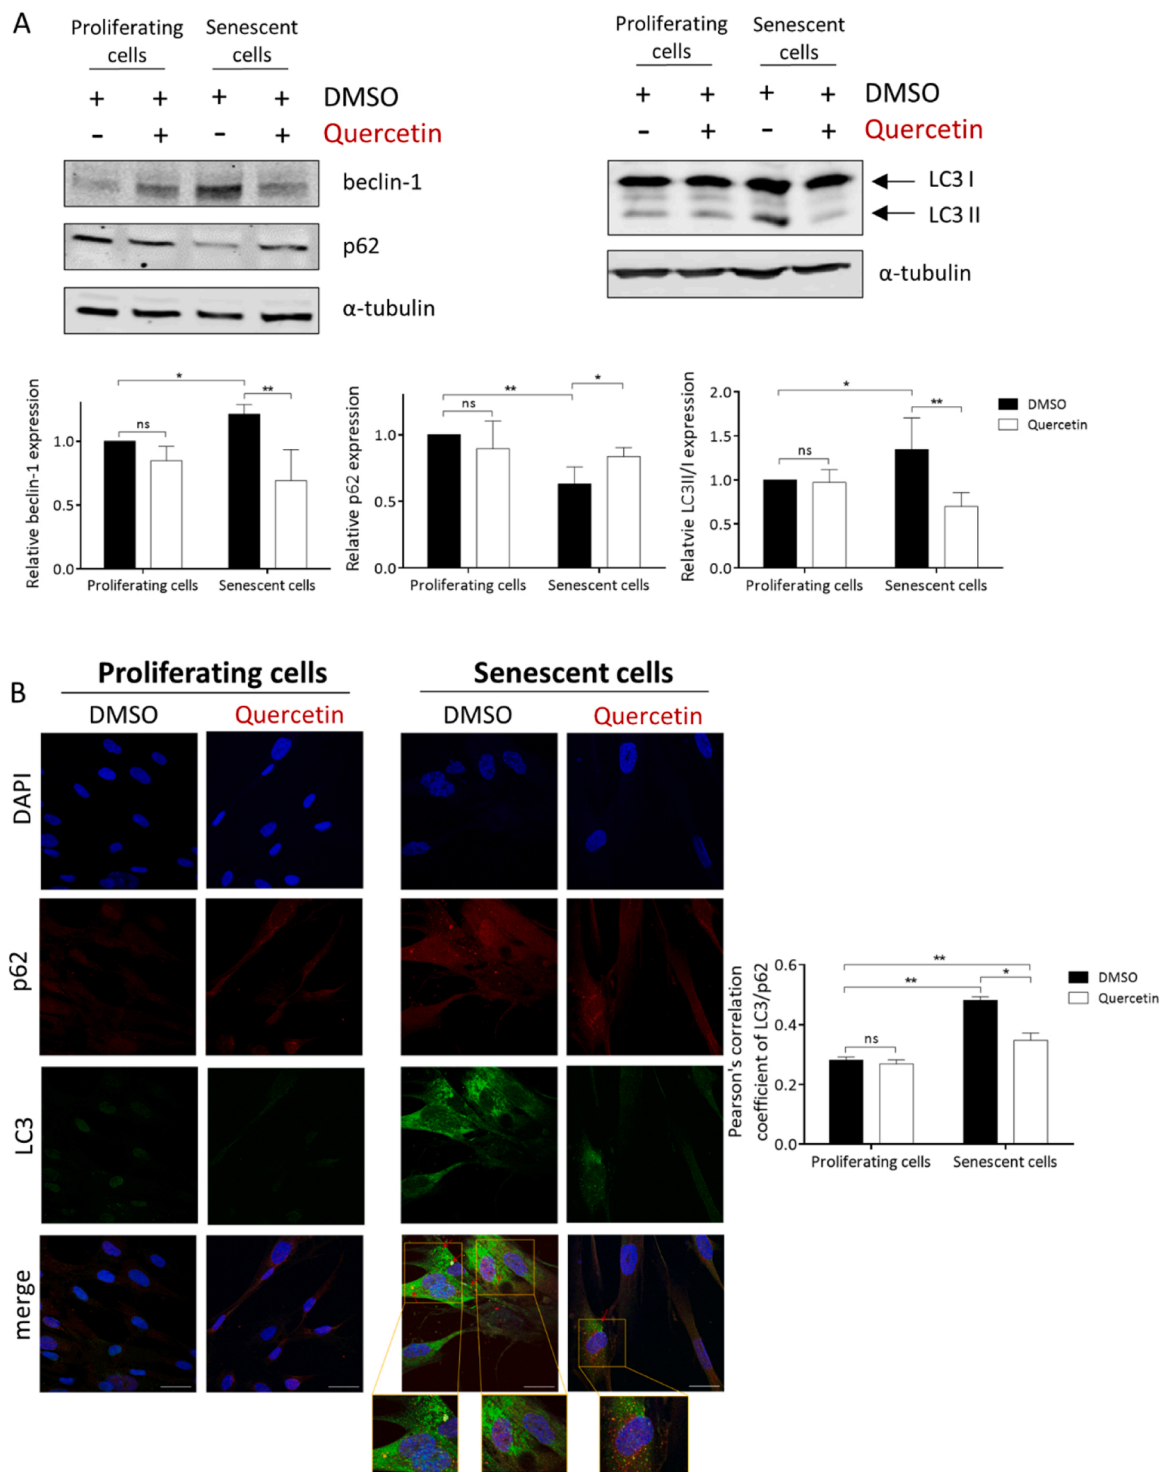 A
Proliferating cells
Senescent cells
+ + + + DMSO
- + - + Quercetin
beclin-1
p62
α-tubulin
Proliferating cells
Senescent cells
+ + + + DMSO
- + - + Quercetin
LC3 I
LC3 II
α-tubulin
Relative beclin-1 expression
1.0
0.5
0.0
ns
*
**
Proliferating cells
Senescent cells
Relative p62 expression
1.0
0.5
0.0
ns
**
*
Proliferating cells
Senescent cells
Relatvie LC3II/I expression
2.0
1.5
1.0
0.5
0.0
ns
*
**
Proliferating cells
Senescent cells
DMSO
Quercetin
B
Proliferating cells
Senescent cells
DMSO
Quercetin
DMSO
Quercetin
DAPI
p62
LC3
merge
Pearson's correlation
coefficient of LC3/p62
0.6
0.4
0.2
0.0
ns
**
**
*
Proliferating cells
Senescent cells
DMSO
Quercetin